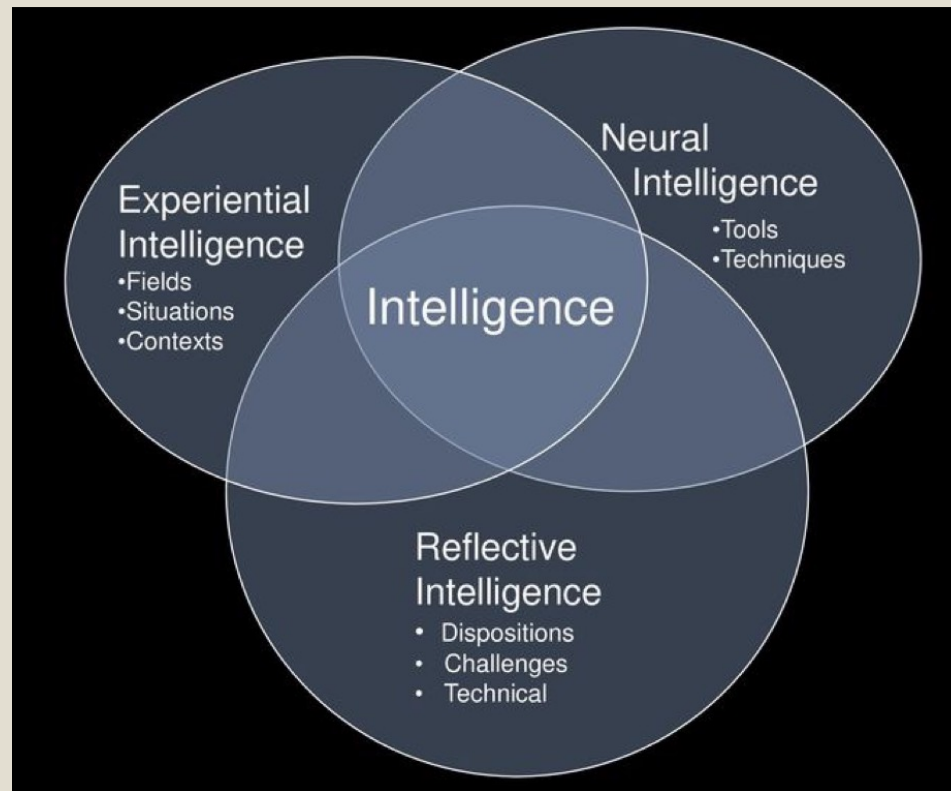 Experiential
Intelligence
•Fields
•Situations
•Contexts
Neural
Intelligence
•Tools
•Techniques
Intelligence
Reflective
Intelligence
• Dispositions
• Challenges
• Technical